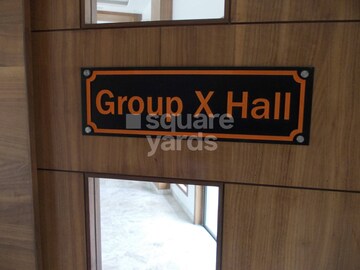 Group X Hall
square
yards